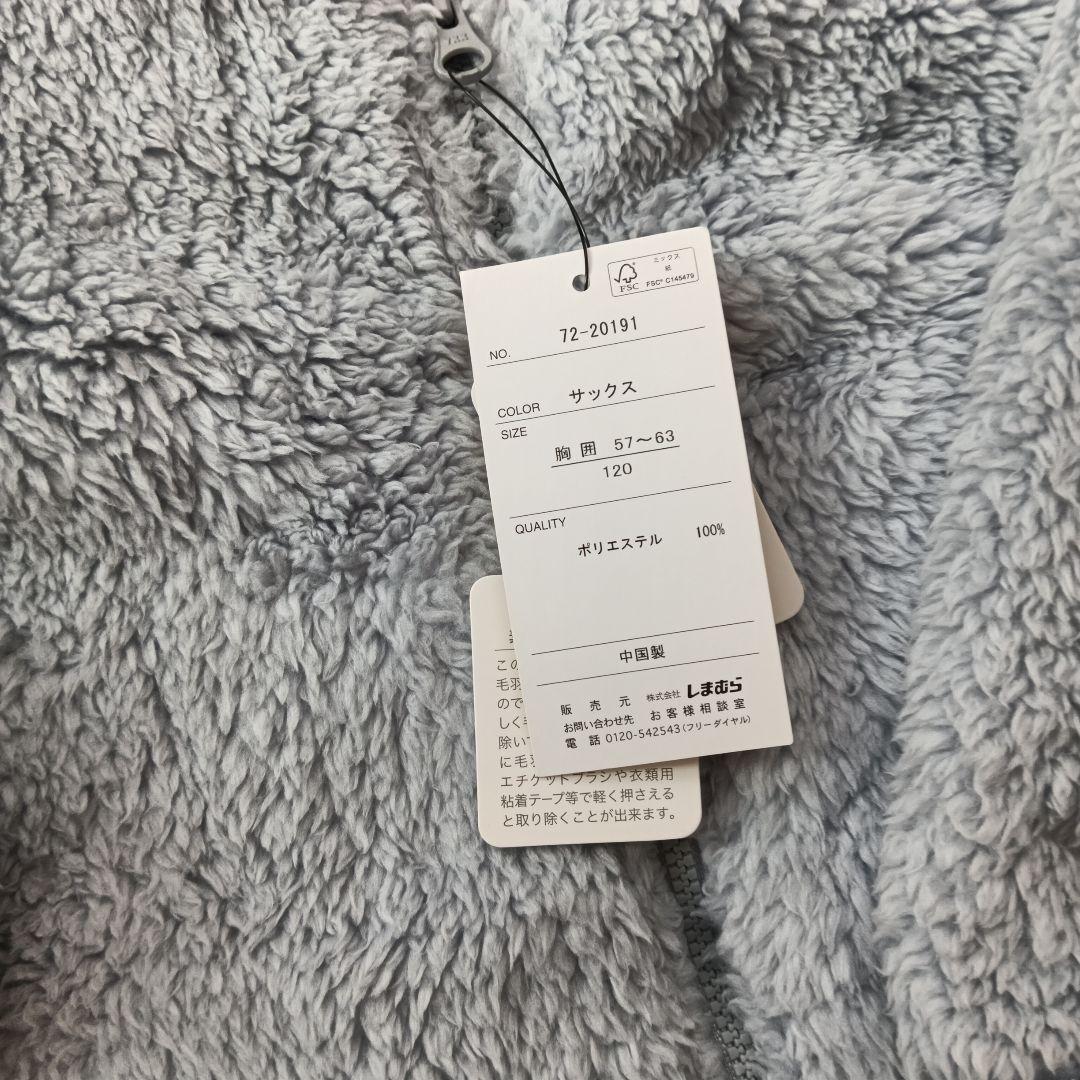 ミックス
紙
FSC
FSC® C145479
NO. 72-20191
COLOR サックス
SIZE
胸囲 57〜63
120
QUALITY
ポリエステル 100%
中国製
販売元 株式会社 しまむら
お問い合わせ先 お客様相談室
電話 0120-542543(フリーダイヤル)
この
毛羽
ので
しく毛
除い
に毛羽
エチケットブラシや衣類用
粘着テープ等で軽く押さえる
と取り除くことが出来ます。